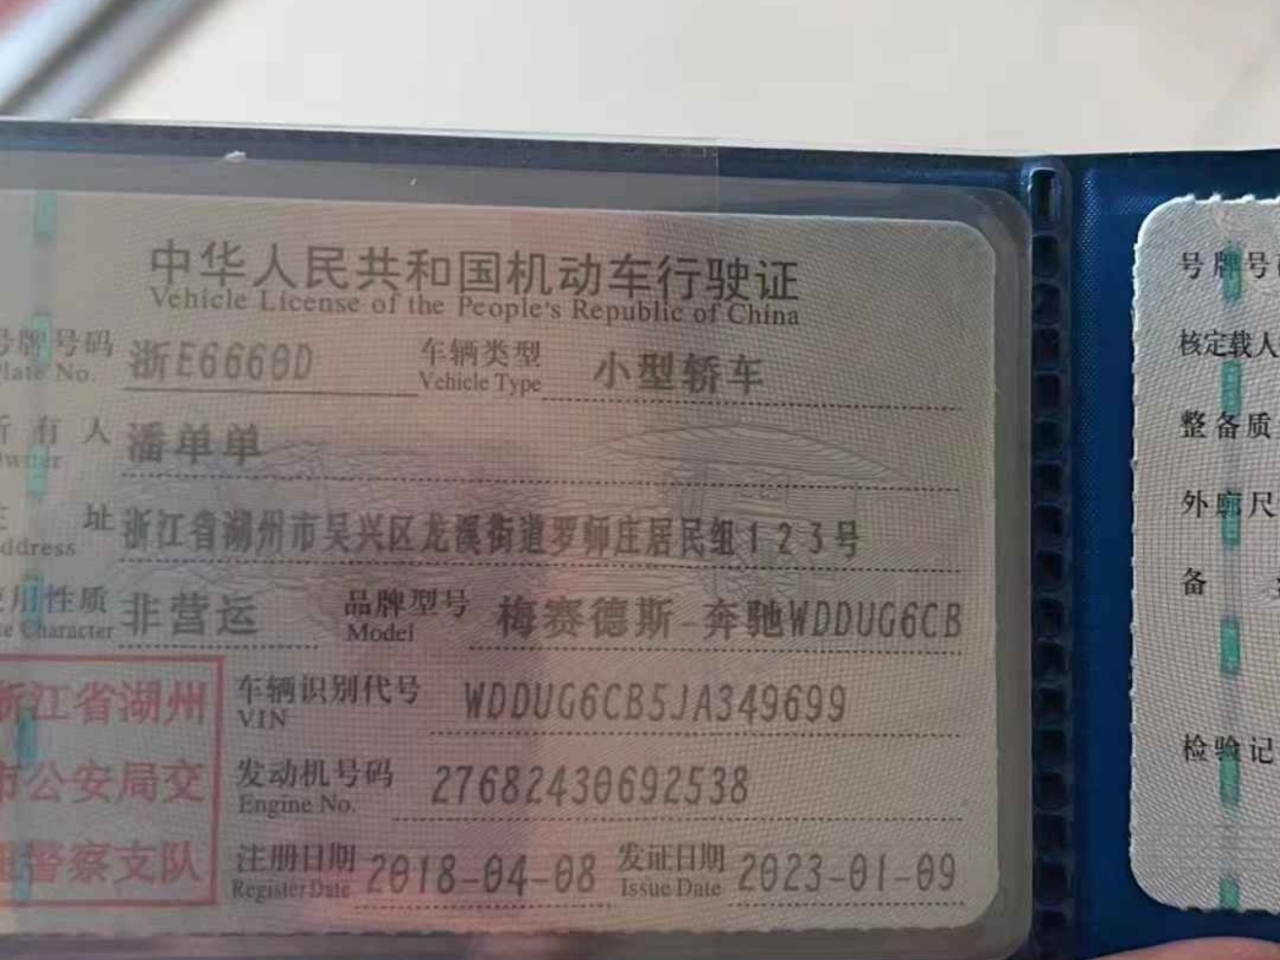 中华人民共和国机动车行驶证
Vehicle License of the People's Republic of China
号牌号码 浙E6660D 车辆类型 小型轿车
Plate No. Vehicle Type
所有人 潘单单
Owner
址 浙江省湖州市吴兴区龙溪街道罗师庄居民组123号
ddress
使用性质 非营运 品牌型号 梅赛德斯-奔驰WDDUG6CB
e Character Model
浙江省湖州
市公安局交
通警察支队
车辆识别代号 WDDUG6CB5JA349699
VIN
发动机号码 27682430692538
Engine No.
注册日期 2018-04-08 发证日期 2023-01-09
Register Date Issue Date
号牌号
核定载人
整备质
外廓尺
备
检验记